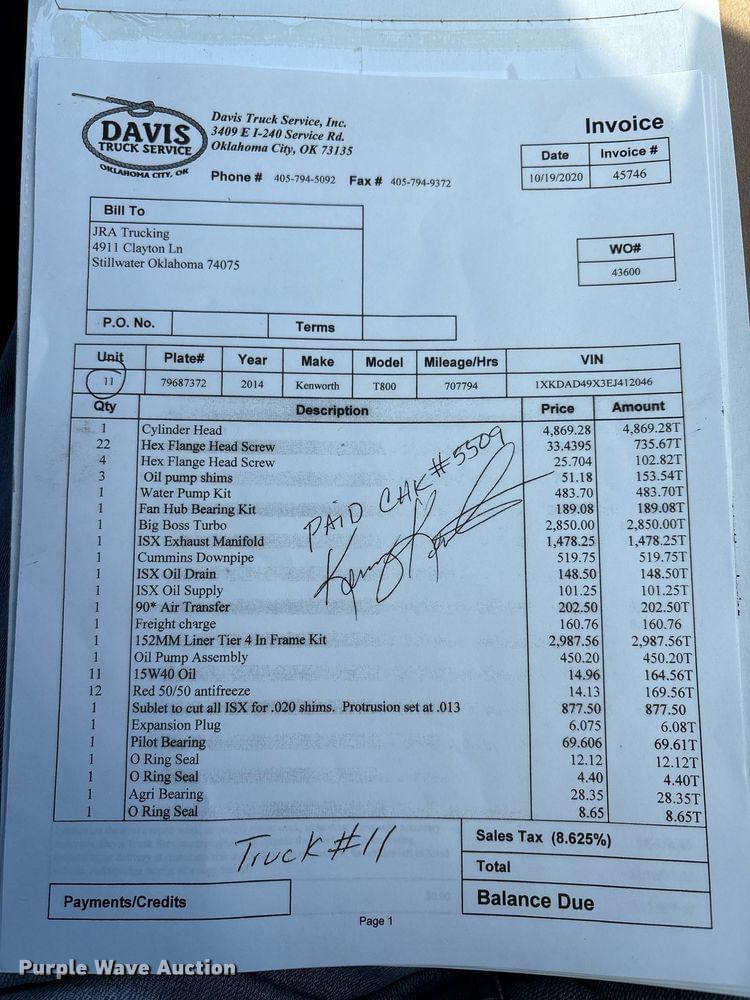 DAVIS
TRUCK SERVICE
OKLAHOMA CITY, OK
Davis Truck Service, Inc.
3409 E I-240 Service Rd.
Oklahoma City, OK 73135
Phone # 405-794-5092 Fax # 405-794-9372
Invoice
Date Invoice #
10/19/2020 45746
Bill To
JRA Trucking
4911 Clayton Ln
Stillwater Oklahoma 74075
WO#
43600
P.O. No. Terms
Unit Plate# Year Make Model Mileage/Hrs VIN
11 79687372 2014 Kenworth T800 707794 1XKDAD49X3EJ412046
Qty Description Price Amount
1 Cylinder Head 4,869.28 4,869.28T
22 Hex Flange Head Screw 33.4395 735.67T
4 Hex Flange Head Screw 25.704 102.82T
3 Oil pump shims 51.18 153.54T
1 Water Pump Kit 483.70 483.70T
1 Fan Hub Bearing Kit 189.08 189.08T
1 Big Boss Turbo 2,850.00 2,850.00T
1 ISX Exhaust Manifold 1,478.25 1,478.25T
1 Cummins Downpipe 519.75 519.75T
1 ISX Oil Drain 148.50 148.50T
1 ISX Oil Supply 101.25 101.25T
1 90* Air Transfer 202.50 202.50T
1 Freight charge 160.76 160.76
1 152MM Liner Tier 4 In Frame Kit 2,987.56 2,987.56T
1 Oil Pump Assembly 450.20 450.20T
11 15W40 Oil 14.96 164.56T
12 Red 50/50 antifreeze 14.13 169.56T
1 Sublet to cut all ISX for .020 shims. Protrusion set at .013 877.50 877.50
1 Expansion Plug 6.075 6.08T
1 Pilot Bearing 69.606 69.61T
1 O Ring Seal 12.12 12.12T
1 O Ring Seal 4.40 4.40T
1 Agri Bearing 28.35 28.35T
1 O Ring Seal 8.65 8.65T
PAID CHK #5509
Truck #11
Sales Tax (8.625%)
Total
Balance Due
Payments/Credits
Page 1
Purple Wave Auction